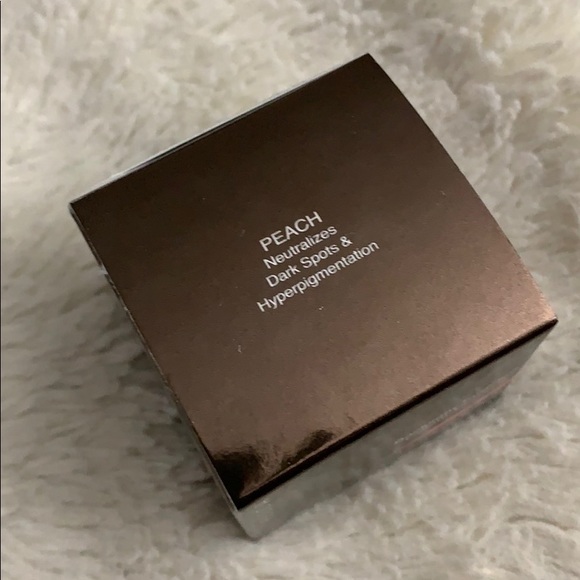 PEACH
Neutralizes
Dark Spots &
Hyperpigmentation